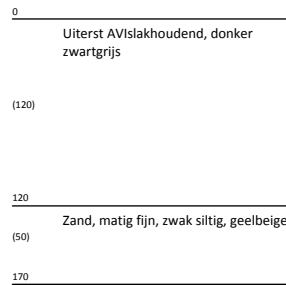 0
Uiterst AVIslakhoudend, donker
zwartgrijs
(120)
120
Zand, matig fijn, zwak siltig, geelbeige
(50)
170